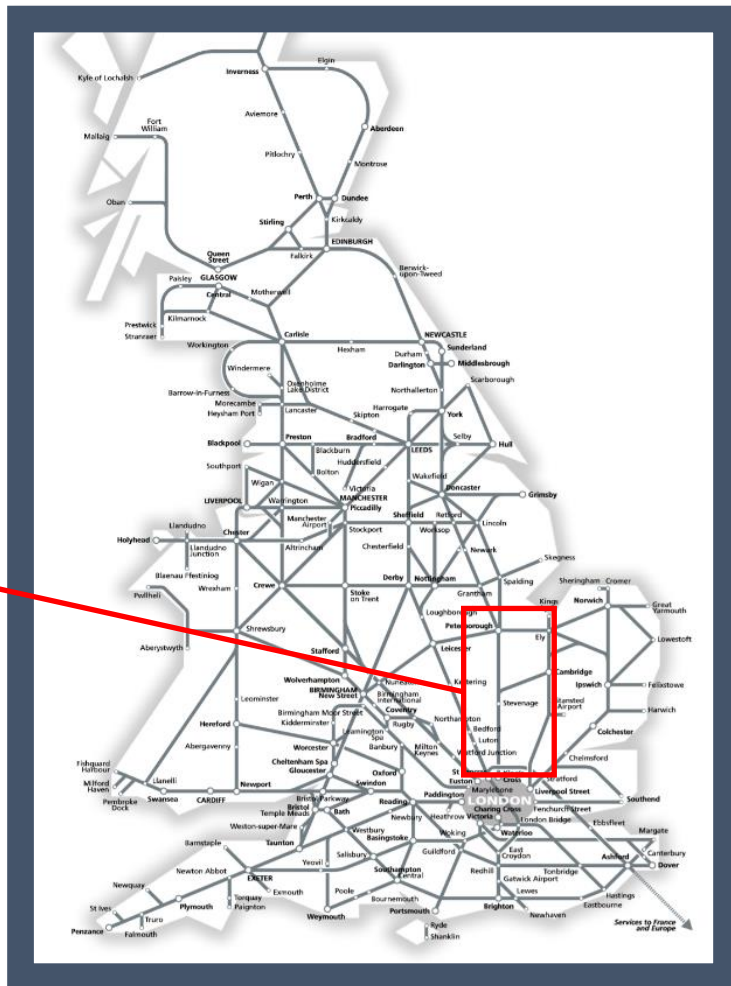 Elgin
Inverness
Kyle of Lochalsh
Aviemore
Fort
William
Mallaig
Aberdeen
Pitlochry
Montrose
Perth
Dundee
Oban
Kirkcaldy
Stirling
EDINBURGH
Queen
Street
Falkirk
GLASGOW
Central
Paisley
Motherwell
Berwick-
upon-Tweed
Kilmarnock
Prestwick
Stranraer
Carlisle
NEWCASTLE
Sunderland
Workington
Hexham
Durham
Darlington
Middlesbrough
Windermere
Scarborough
Oxenholme
Lake District
Northallerton
Barrow-in-Furness
Morecambe
Heysham Port
Lancaster
Harrogate
York
Skipton
Blackpool
Preston
Bradford
Blackburn
LEEDS
Selby
Hull
Southport
Bolton
Huddersfield
Wigan
Wakefield
Victoria
MANCHESTER
Piccadilly
Doncaster
Grimsby
LIVERPOOL
Warrington
Manchester
Airport
Stockport
Sheffield
Retford
Worksop
Lincoln
Llandudno
Chester
Holyhead
Llandudno
Junction
Altrincham
Chesterfield
Newark
Skegness
Blaenau Ffestiniog
Pwllheli
Wrexham
Crewe
Stoke
on Trent
Derby
Nottingham
Grantham
Spalding
Sheringham
Cromer
Kings
Norwich
Great
Yarmouth
Loughborough
Peterborough
Ely
Lowestoft
Aberystwyth
Shrewsbury
Stafford
Leicester
Wolverhampton
Nuneaton
Cambridge
Ipswich
Felixstowe
BIRMINGHAM
New Street
Birmingham
International
Kettering
Stansted
Airport
Harwich
Leominster
Birmingham Moor Street
Kidderminster
Coventry
Rugby
Northampton
Stevenage
Bedford
Luton
Colchester
Hereford
Leamington
Spa
Abergavenny
Worcester
Banbury
Milton
Keynes
Watford Junction
Chelmsford
Cheltenham Spa
Gloucester
Oxford
Euston
Cross
Stratford
Fishguard
Harbour
Milford
Haven
Pembroke
Dock
Llanelli
Swansea
CARDIFF
Newport
Bristol Parkway
Swindon
Reading
Paddington
Marylebone
LONDON
Liverpool Street
Fenchurch Street
Southend
Bristol
Temple Meads
Bath
Newbury
Heathrow
Victoria
Charing Cross
London Bridge
Waterloo
Ebbsfleet
Margate
Weston-super-Mare
Westbury
Basingstoke
Woking
Barnstaple
Taunton
Salisbury
Guildford
East
Croydon
Canterbury
Newton Abbot
Yeovil
Southampton
Central
Redhill
Gatwick Airport
Tonbridge
Ashford
Dover
Newquay
EXETER
Exmouth
Poole
Bournemouth
Lewes
Hastings
St Ives
Truro
Plymouth
Torquay
Paignton
Weymouth
Portsmouth
Brighton
Newhaven
Eastbourne
Penzance
Falmouth
Ryde
Shanklin
Services to France
and Europe